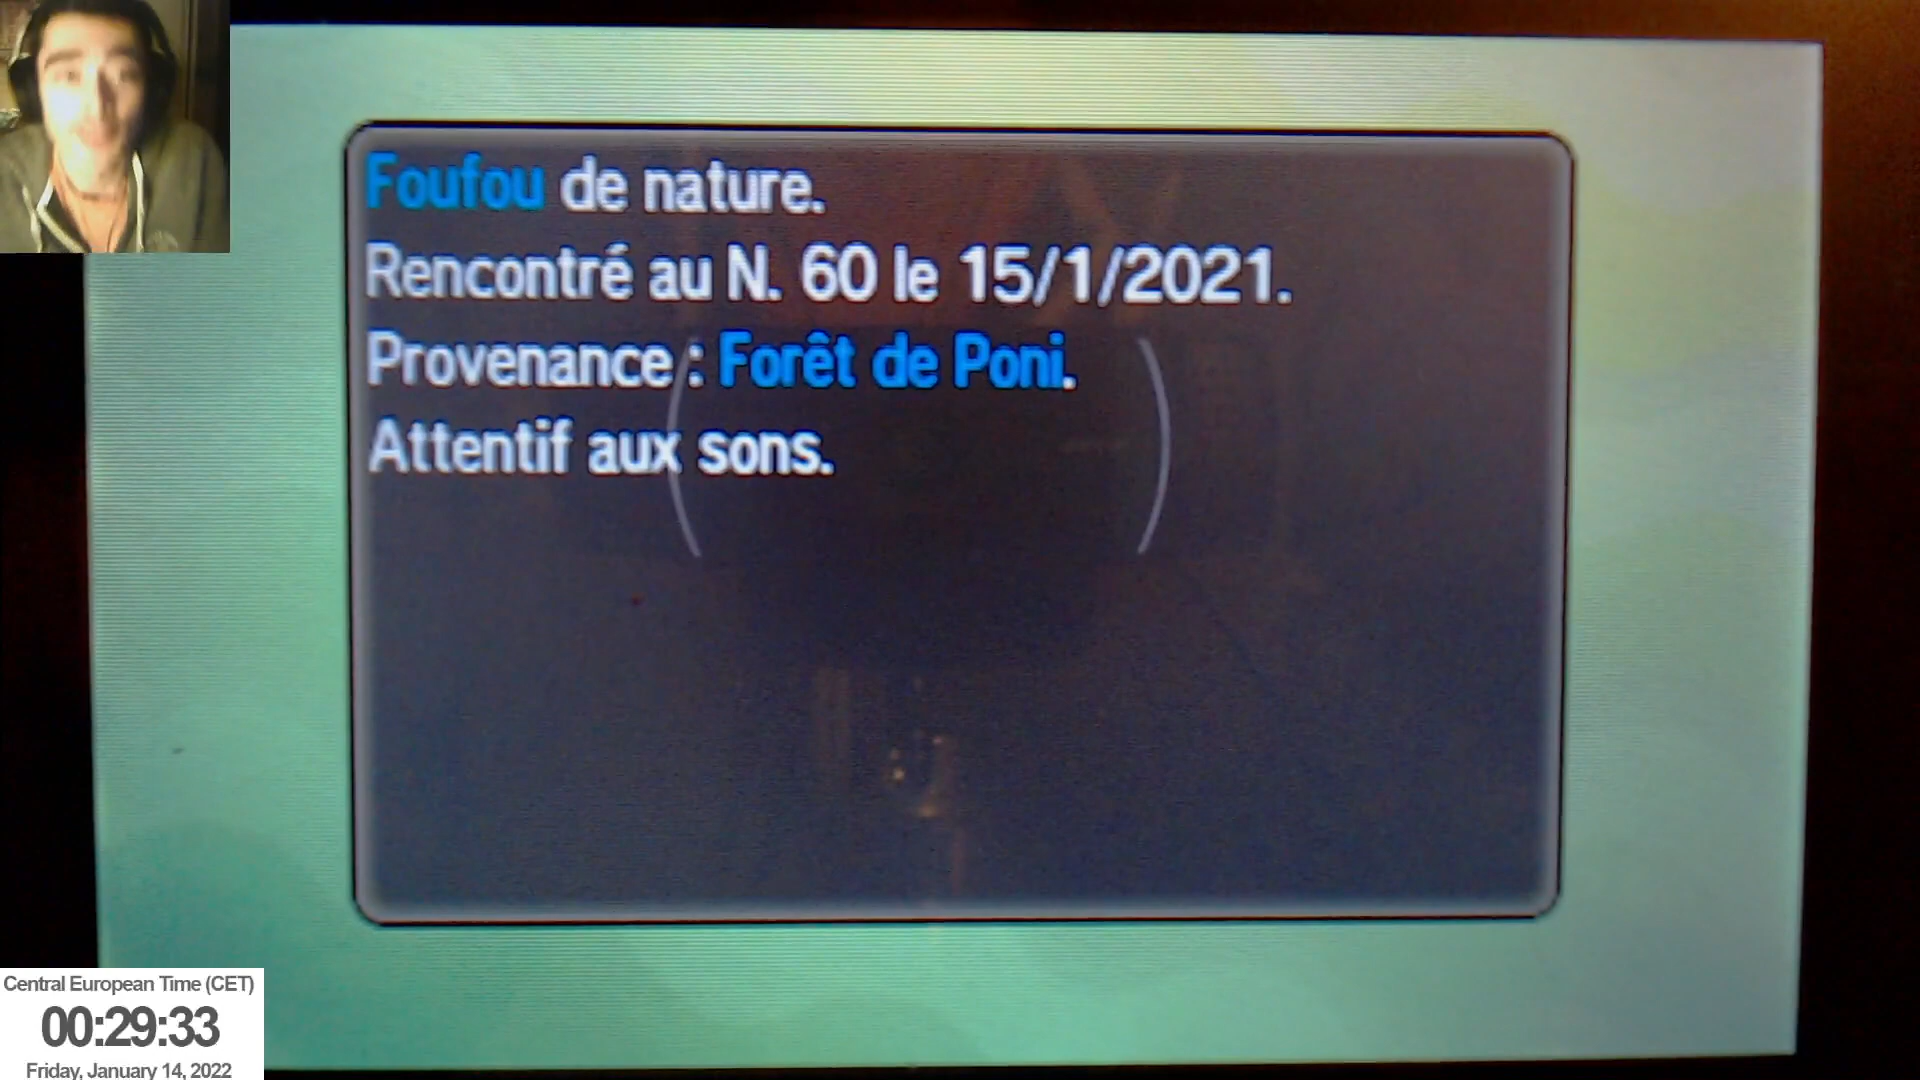 Foufou de nature.
Rencontré au N. 60 le 15/1/2021.
Provenance : Forêt de Poni.
Attentif aux sons.
Central European Time (CET)
00:29:33
Friday, January 14, 2022